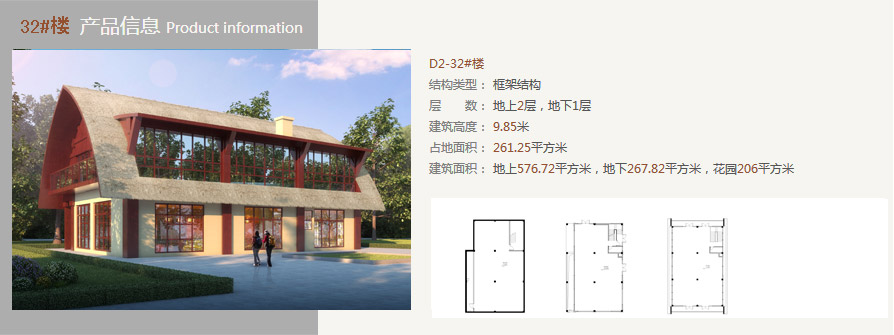 32#楼 产品信息 Product information
D2-32#楼
结构类型： 框架结构
层　　数： 地上2层，地下1层
建筑高度： 9.85米
占地面积： 261.25平方米
建筑面积： 地上576.72平方米，地下267.82平方米，花园206平方米